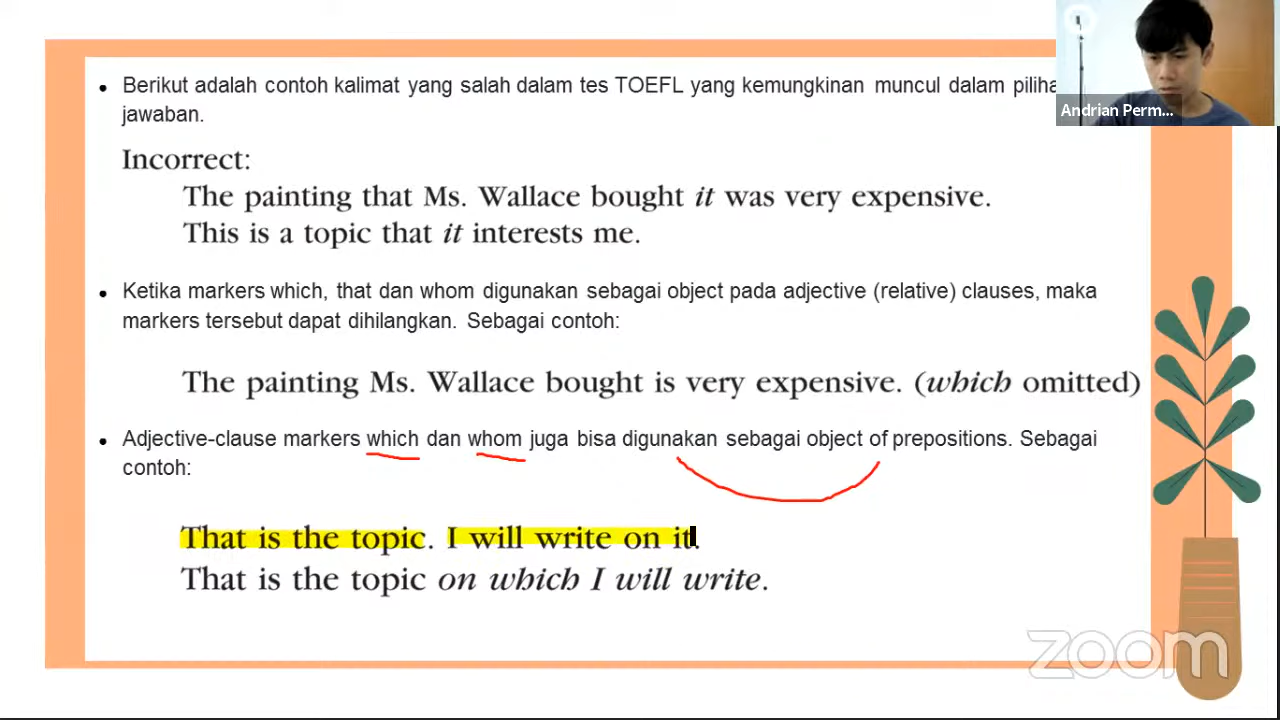 Berikut adalah contoh kalimat yang salah dalam tes TOEFL yang kemungkinan muncul dalam
jawaban.
Incorrect:
The painting that Ms. Wallace bought it was very expensive.
This is a topic that it interests me.
Ketika markers which, that dan whom digunakan sebagai object pada adjective (relative) clauses, maka
markers tersebut dapat dihilangkan. Sebagai contoh:
The painting Ms. Wallace bought is very expensive. (which omitted)
Adjective-clause markers which dan whom juga bisa digunakan sebagai object of prepositions. Sebagai
contoh:
That is the topic. I will write on it.
That is the topic on which I will write.
Andrian Perm...
zoom